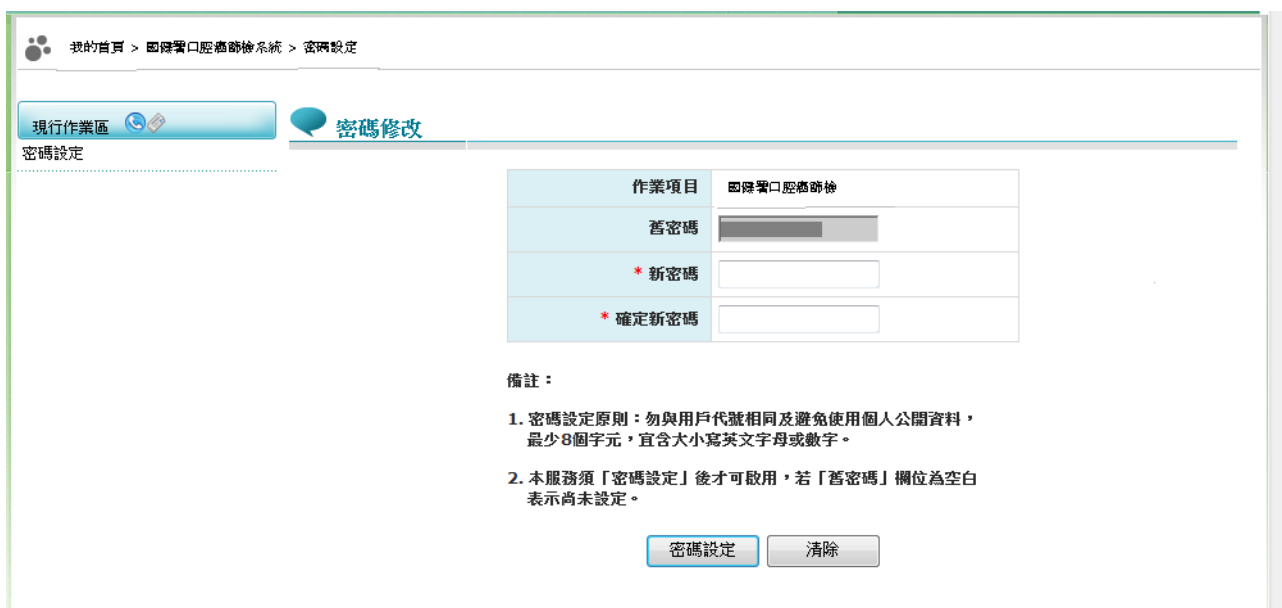 我的首頁 > 國健署口腔癌篩檢系統 > 密碼設定
現行作業區
密碼設定
密碼修改
作業項目 國健署口腔癌篩檢
舊密碼
* 新密碼
* 確定新密碼
備註：
1. 密碼設定原則：勿與用戶代號相同及避免使用個人公開資料，
最少8個字元，宜含大小寫英文字母或數字。
2. 本服務須「密碼設定」後才可啟用，若「舊密碼」欄位為空白
表示尚未設定。
密碼設定 清除